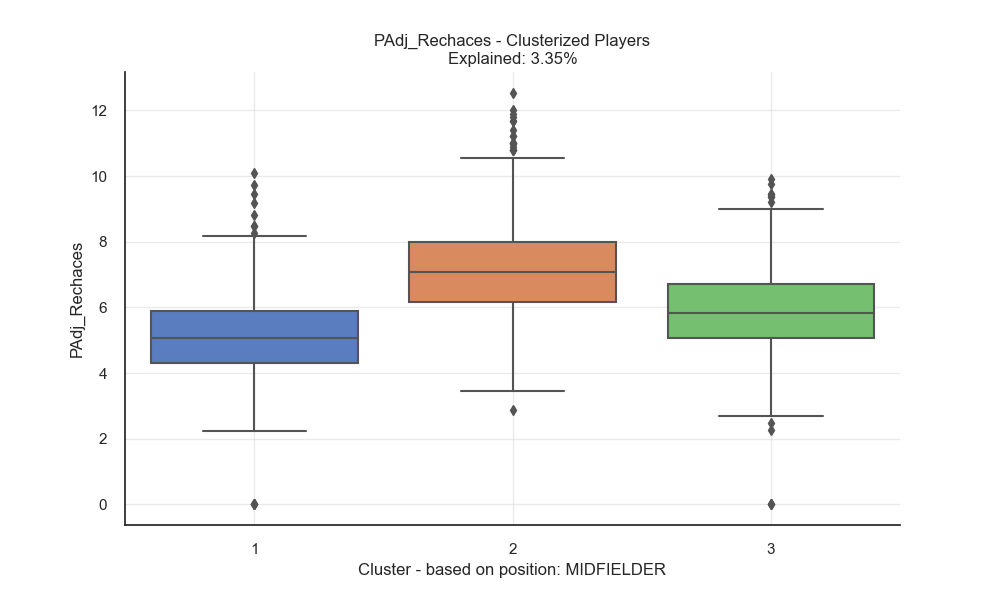 PAdj_Rechaces - Clusterized Players
Explained: 3.35%
PAdj_Rechaces
12
10
8
6
4
2
0
1 2 3
Cluster - based on position: MIDFIELDER